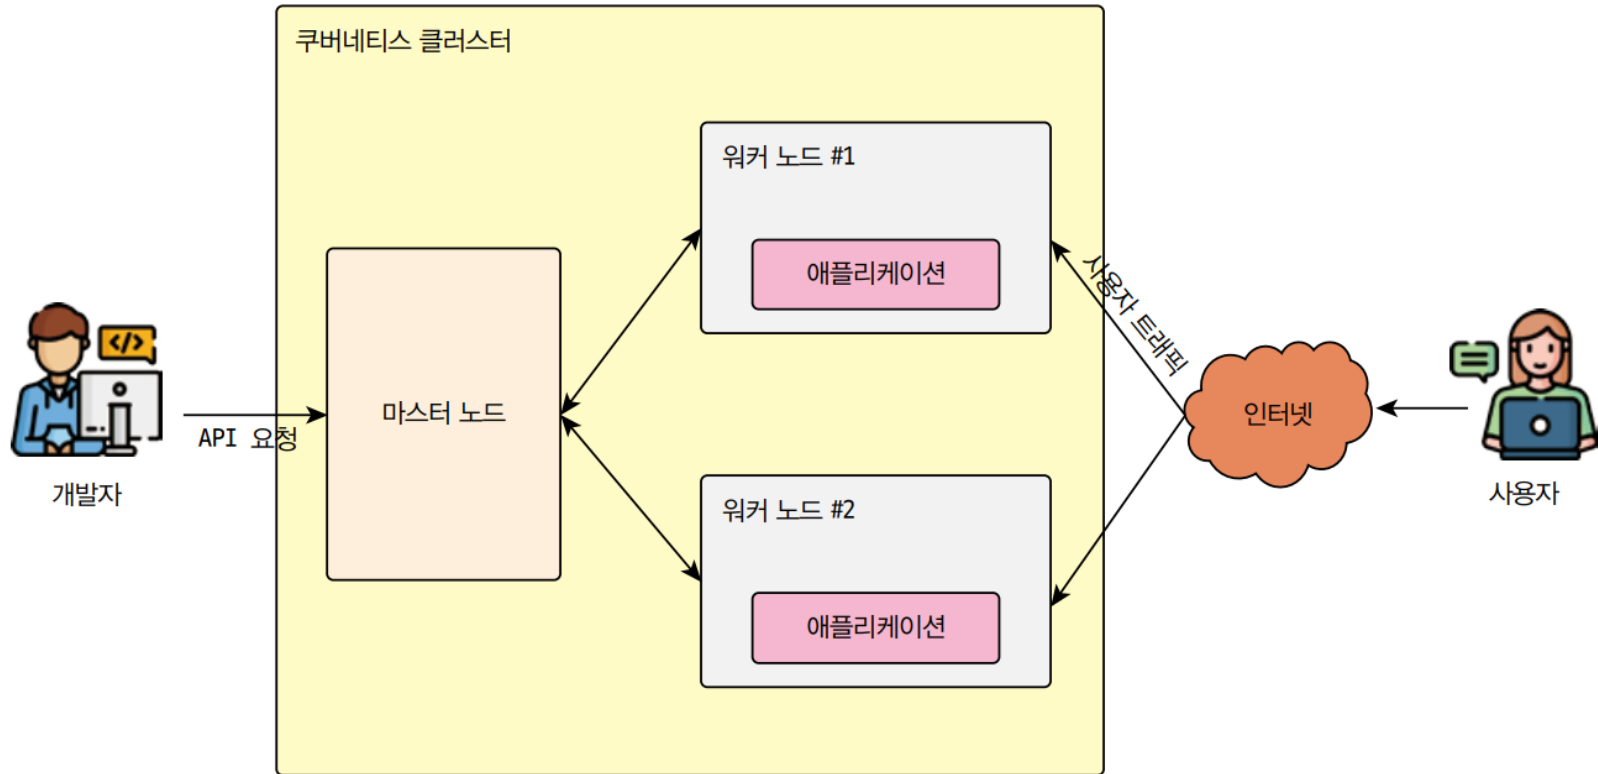 쿠버네티스 클러스터
워커 노드 #1
애플리케이션
사용자 트래픽
마스터 노드
API 요청
개발자
인터넷
사용자
워커 노드 #2
애플리케이션